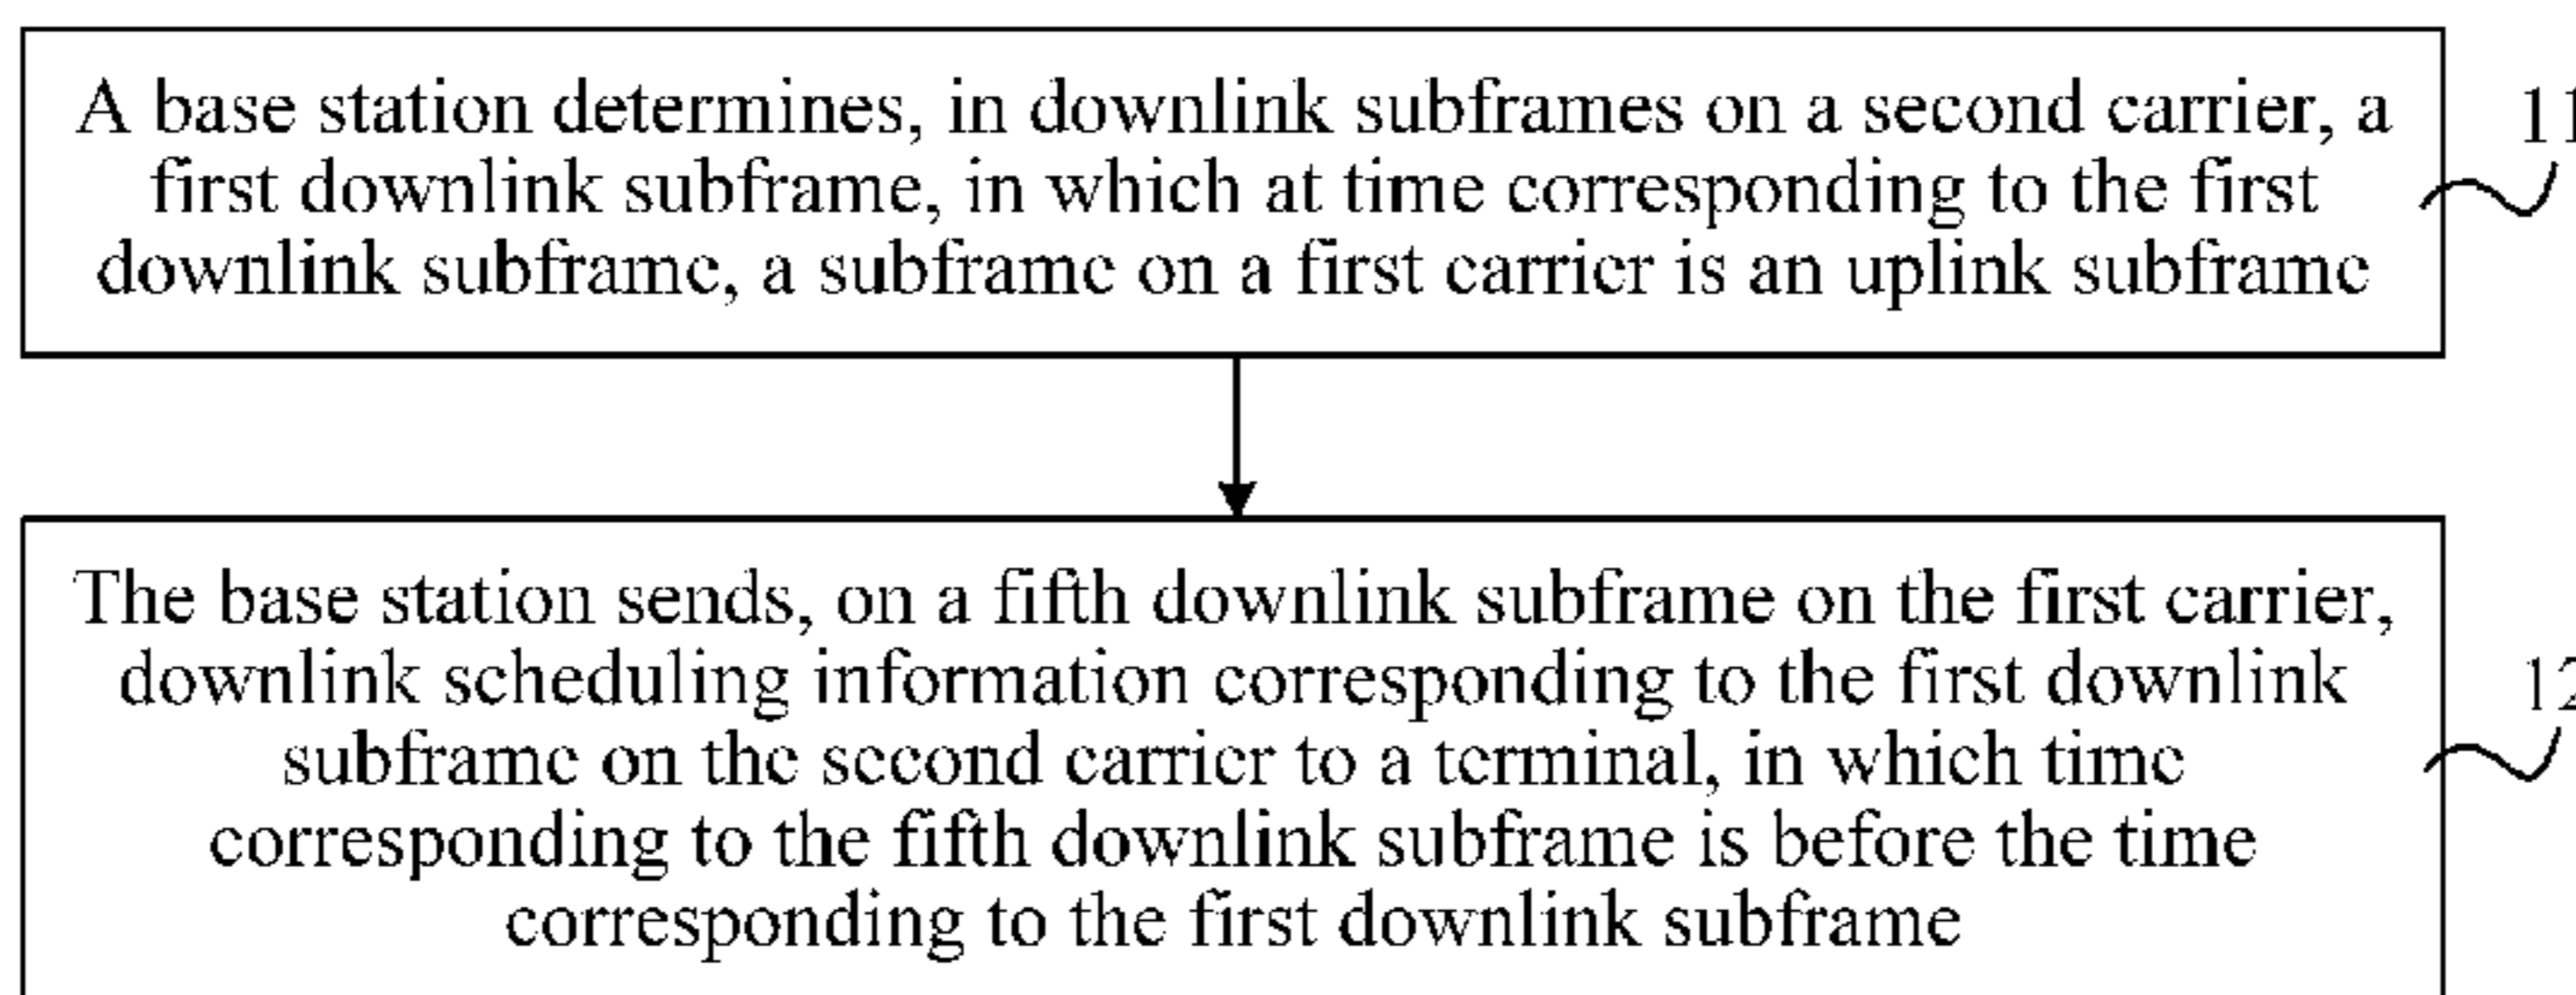 A base station determines, in downlink subframes on a second carrier, a
first downlink subframe, in which at time corresponding to the first
downlink subframe, a subframe on a first carrier is an uplink subframe
11
The base station sends, on a fifth downlink subframe on the first carrier,
downlink scheduling information corresponding to the first downlink
subframe on the second carrier to a terminal, in which time
corresponding to the fifth downlink subframe is before the time
corresponding to the first downlink subframe
12